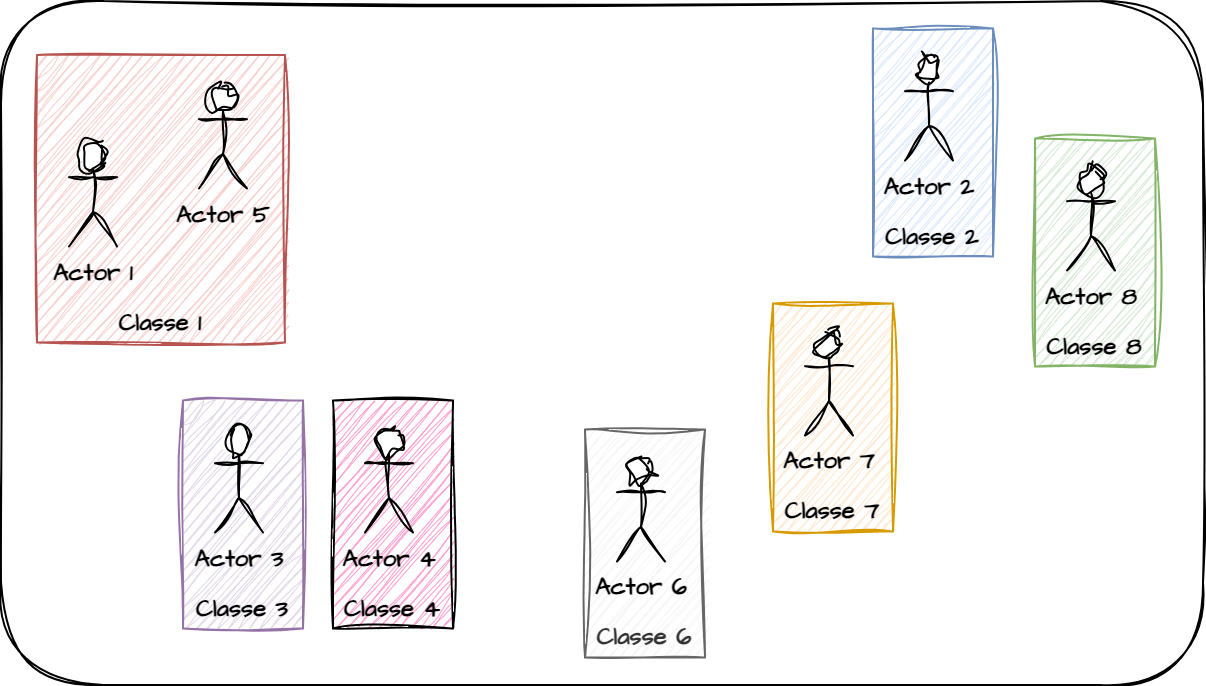 Actor 5
Actor 1
Classe 1
Actor 2
Classe 2
Actor 8
Classe 8
Actor 7
Classe 7
Actor 3
Classe 3
Actor 4
Classe 4
Actor 6
Classe 6